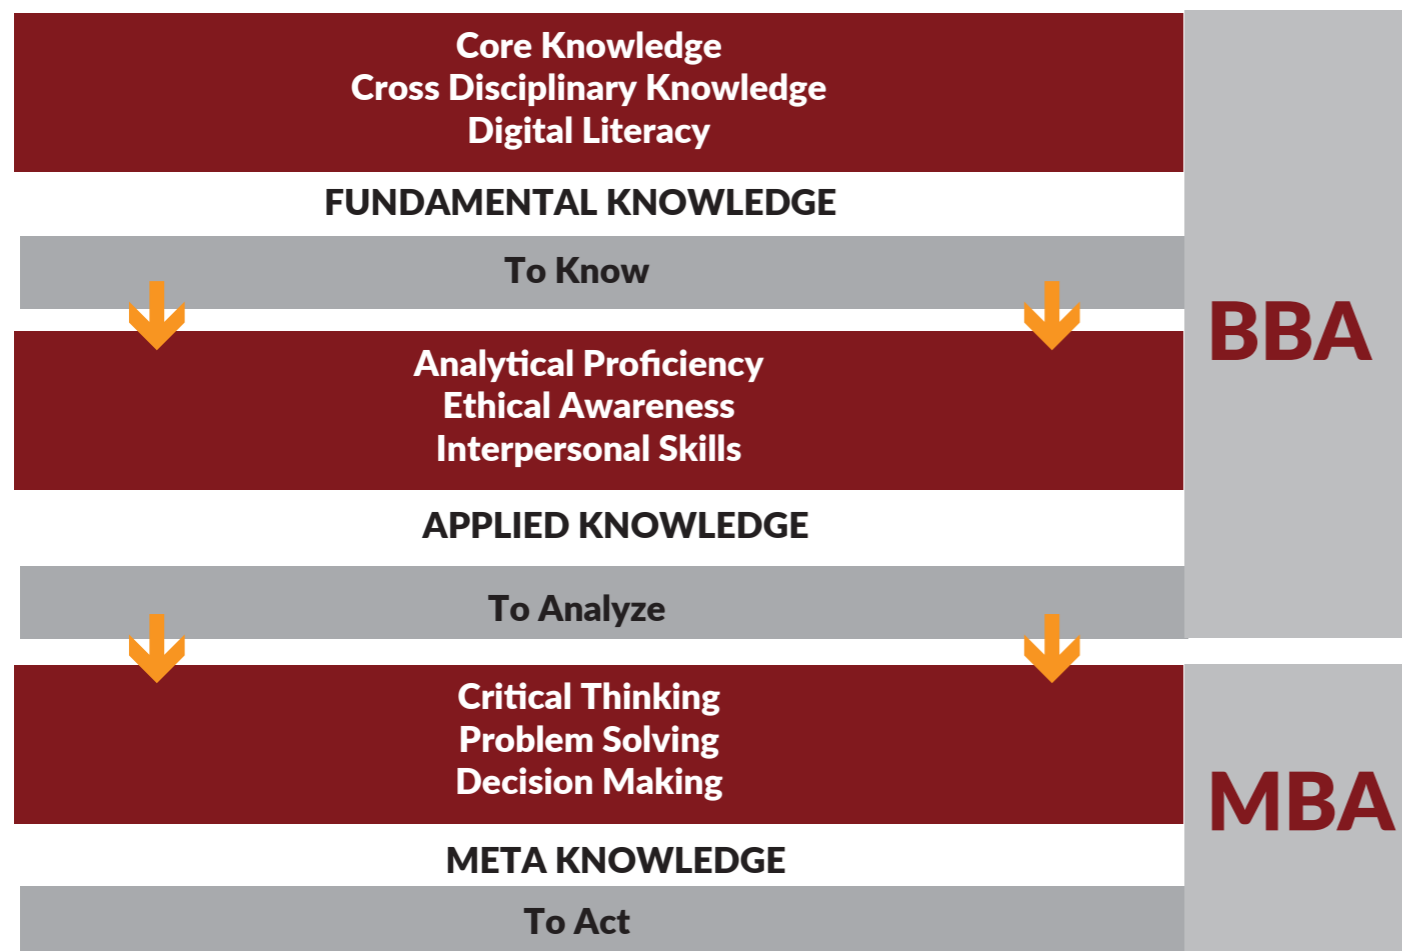 Core Knowledge
Cross Disciplinary Knowledge
Digital Literacy
FUNDAMENTAL KNOWLEDGE
To Know
BBA
Analytical Proficiency
Ethical Awareness
Interpersonal Skills
APPLIED KNOWLEDGE
To Analyze
Critical Thinking
Problem Solving
Decision Making
MBA
META KNOWLEDGE
To Act